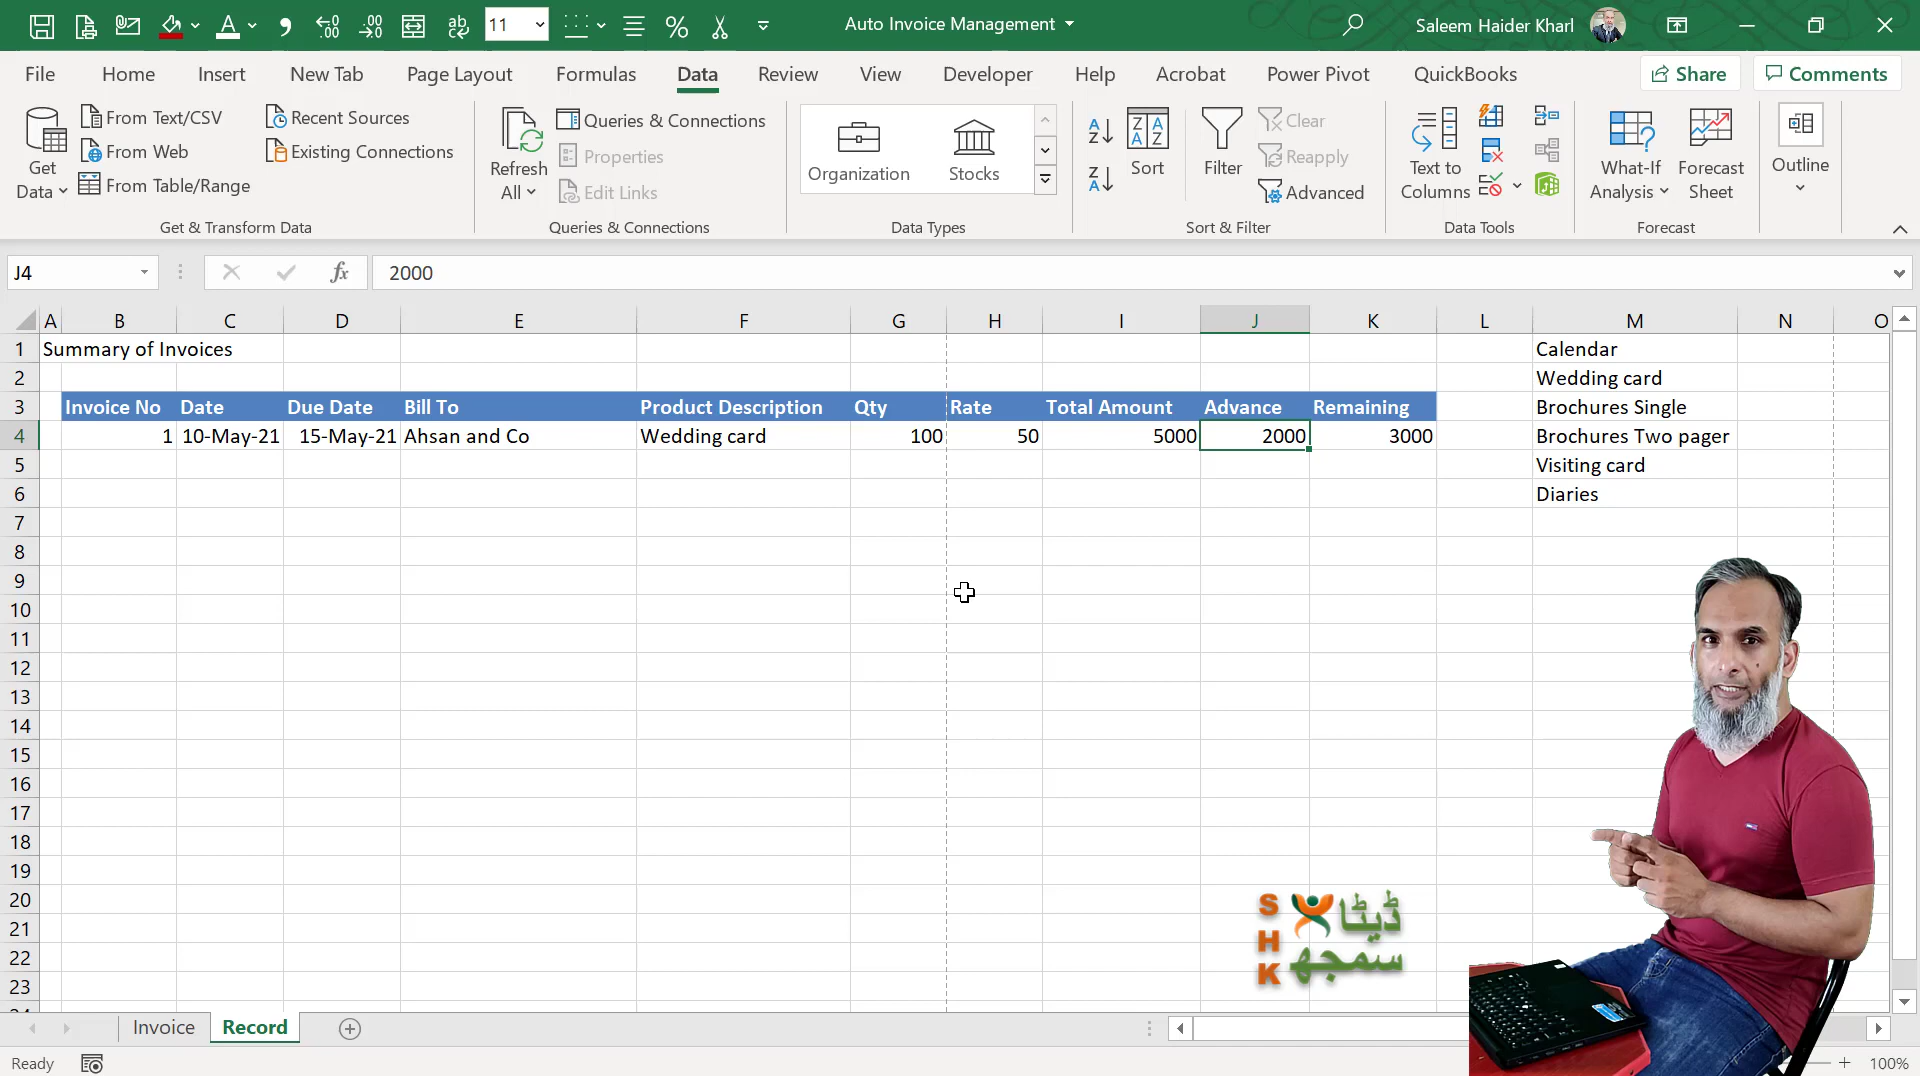 11
Auto Invoice Management
Saleem Haider Kharl
File Home Insert New Tab Page Layout Formulas Data Review View Developer Help Acrobat Power Pivot QuickBooks Share Comments
Get Data
From Text/CSV
From Web
From Table/Range
Recent Sources
Existing Connections
Get & Transform Data
Refresh All
Queries & Connections
Properties
Edit Links
Queries & Connections
Organization
Stocks
Data Types
Sort
Filter
Clear
Reapply
Advanced
Sort & Filter
Text to Columns
Data Tools
What-If Analysis
Forecast Sheet
Forecast
Outline
J4 fx 2000
A B C D E F G H I J K L M N O
1 Summary of Invoices Calendar
2 Wedding card
3 Invoice No Date Due Date Bill To Product Description Qty Rate Total Amount Advance Remaining Brochures Single
4 1 10-May-21 15-May-21 Ahsan and Co Wedding card 100 50 5000 2000 3000 Brochures Two pager
5 Visiting card
6 Diaries
7
8
9
10
11
12
13
14
15
16
17
18
19
20
21
22
23
SHK
ڈیٹا
سمجھ
Invoice Record
Ready
100%